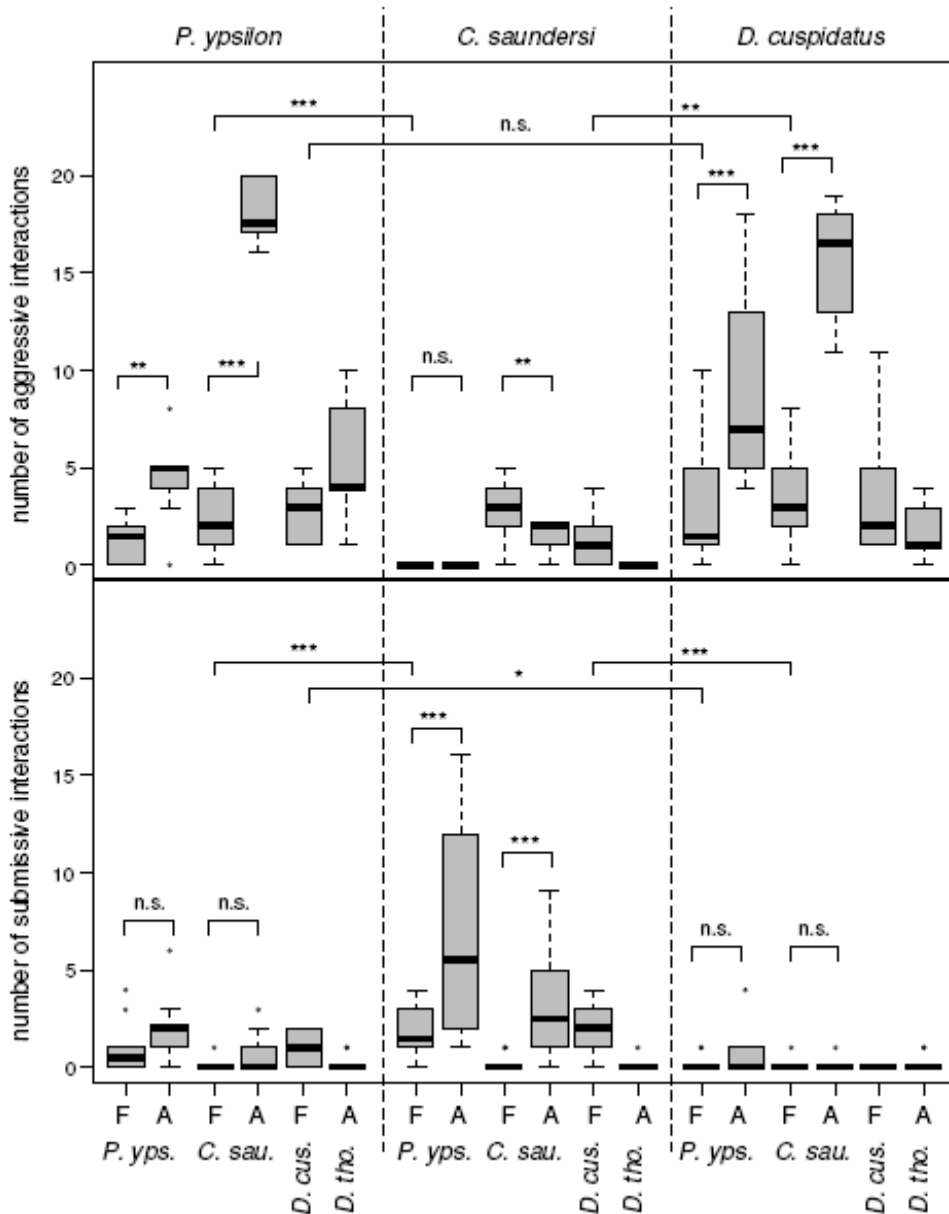 P. ypsilon C. saundersi D. cuspidatus
number of aggressive interactions
20
15
10
5
0
*** n.s. **
** *** n.s. ** *** ***
number of submissive interactions
20
15
10
5
0
*** * ***
n.s. n.s. *** *** n.s. n.s.
F A F A F A F A F A F A F A F A F A
P. yps. C. sau. D. cus. D. tho. P. yps. C. sau. D. cus. D. tho. P. yps. C. sau. D. cus. D. tho.